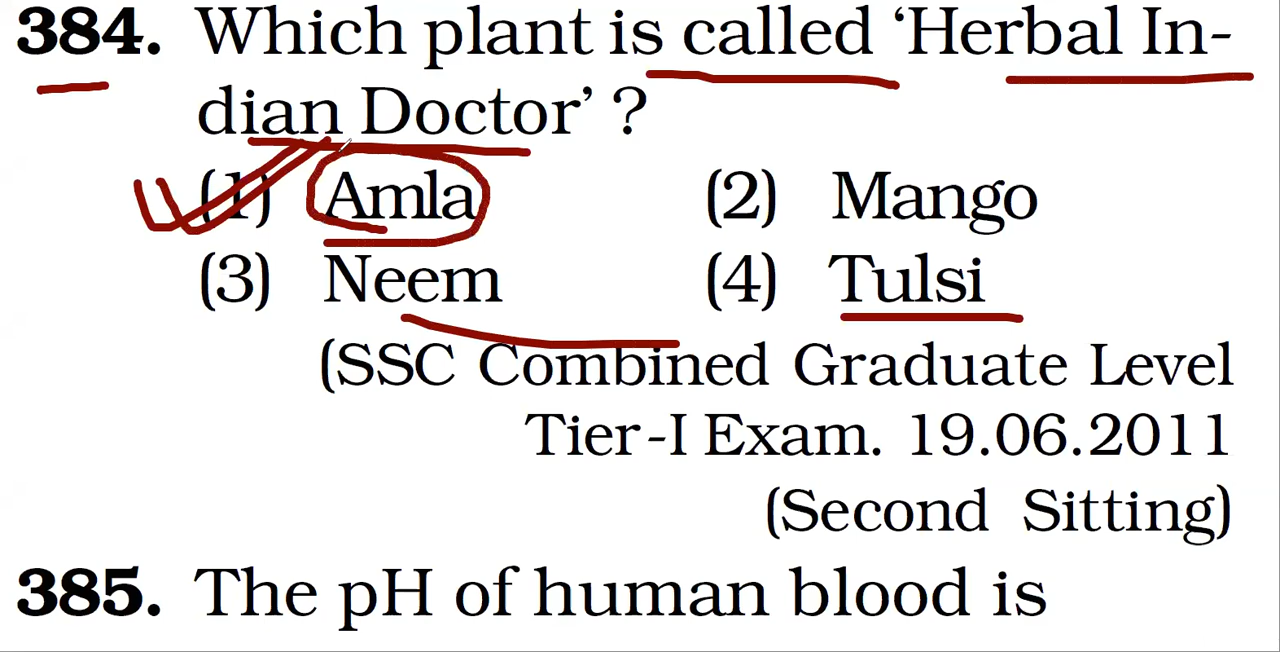 384. Which plant is called ‘Herbal In-
dian Doctor’ ?
(1) Amla (2) Mango
(3) Neem (4) Tulsi
(SSC Combined Graduate Level
Tier-I Exam. 19.06.2011
(Second Sitting)
385. The pH of human blood is